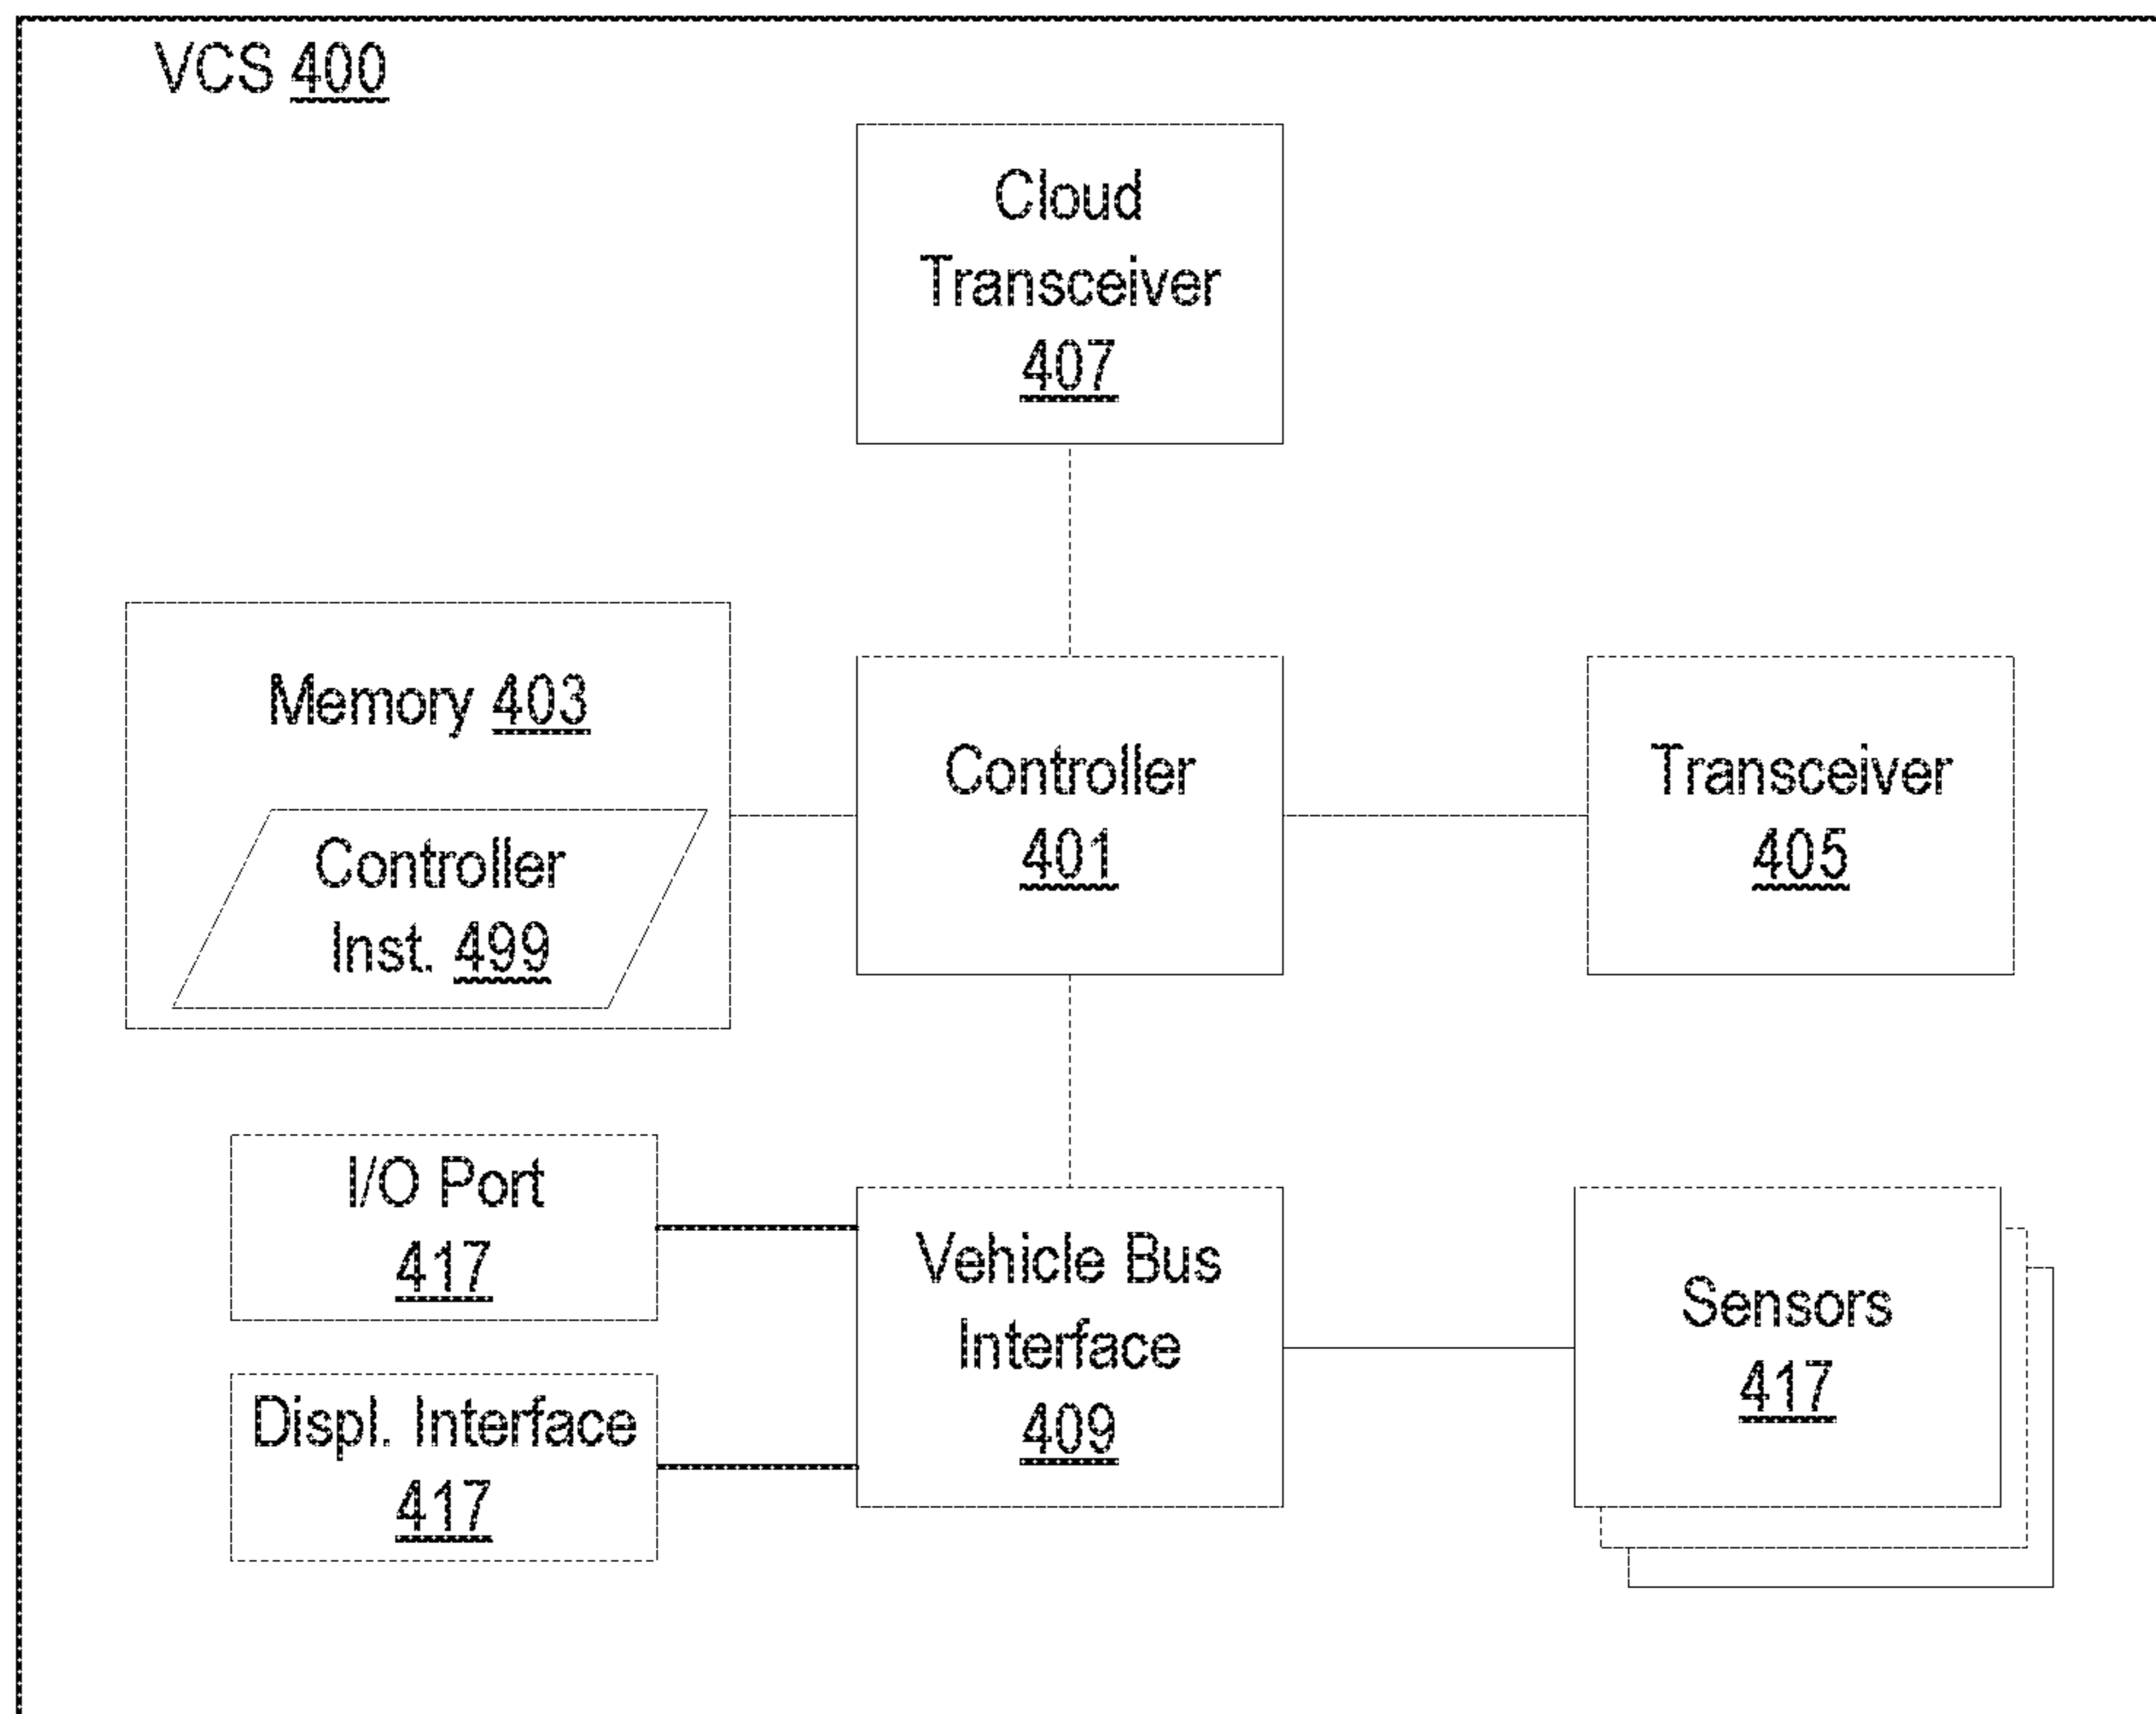 VCS 400
Cloud
Transceiver
407
Memory 403
Controller
Inst. 499
Controller
401
Transceiver
405
I/O Port
417
Displ. Interface
417
Vehicle Bus
Interface
409
Sensors
417